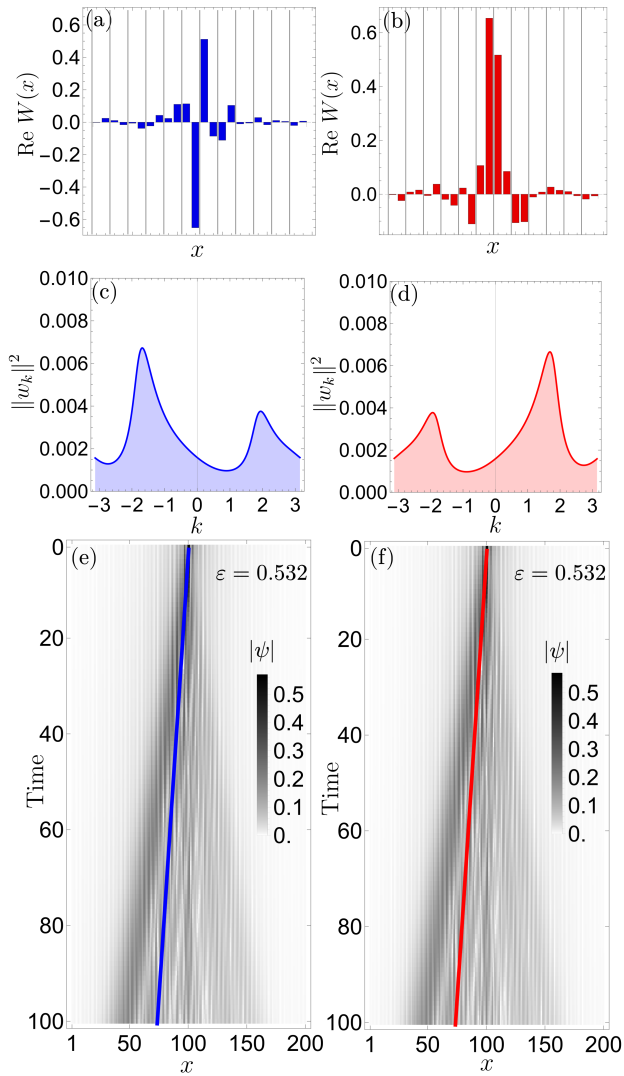 (a)
(b)
Re W(x)
0.6
0.4
0.2
0.0
−0.2
−0.4
−0.6
x
Re W(x)
0.6
0.4
0.2
0.0
x
(c)
(d)
‖w_k‖²
0.010
0.008
0.006
0.004
0.002
0.000
−3 −2 −1 0 1 2 3
k
‖w_k‖²
0.010
0.008
0.006
0.004
0.002
0.000
−3 −2 −1 0 1 2 3
k
(e)
ε = 0.532
|ψ|
0.5
0.4
0.3
0.2
0.1
0.
Time
0
20
40
60
80
100
1 50 100 150 200
x
(f)
ε = 0.532
|ψ|
0.5
0.4
0.3
0.2
0.1
0.
Time
0
20
40
60
80
100
1 50 100 150 200
x